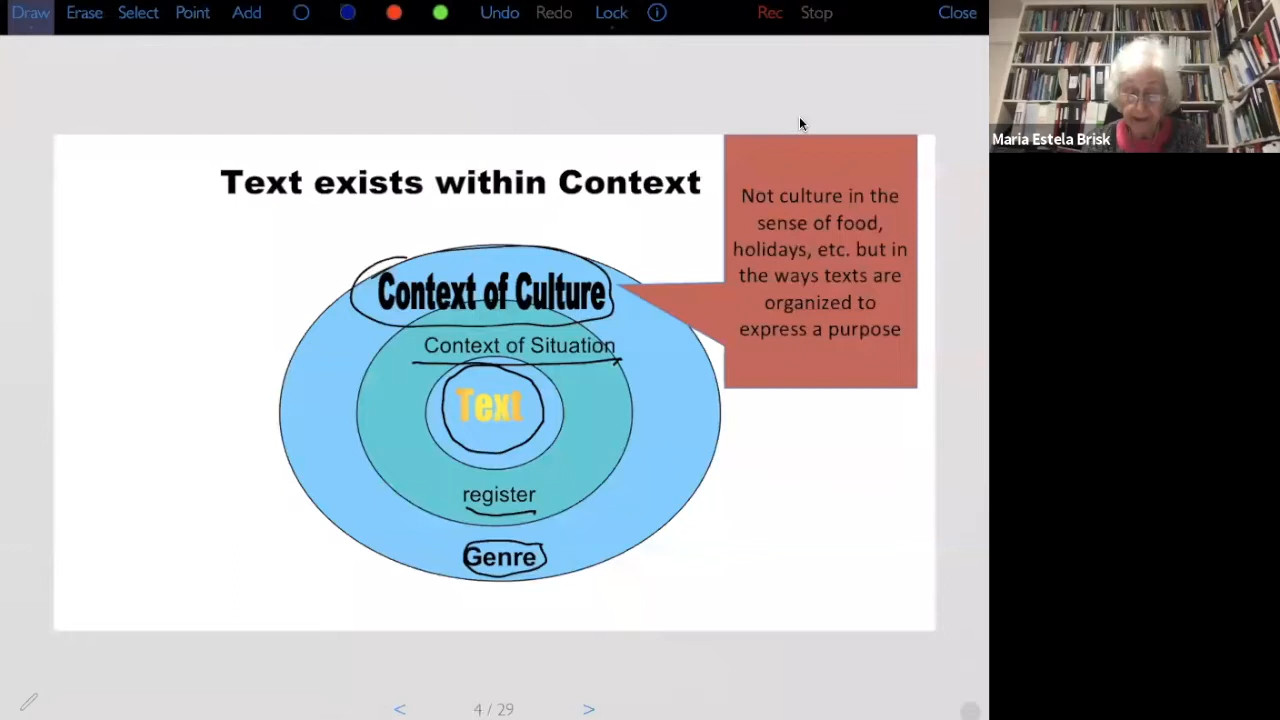 Draw Erase Select Point Add Undo Redo Lock Rec Stop Close
Maria Estela Brisk
Text exists within Context
Not culture in the
sense of food,
holidays, etc. but in
the ways texts are
organized to
express a purpose
Context of Culture
Context of Situation
Text
register
Genre
< 4 / 29 >